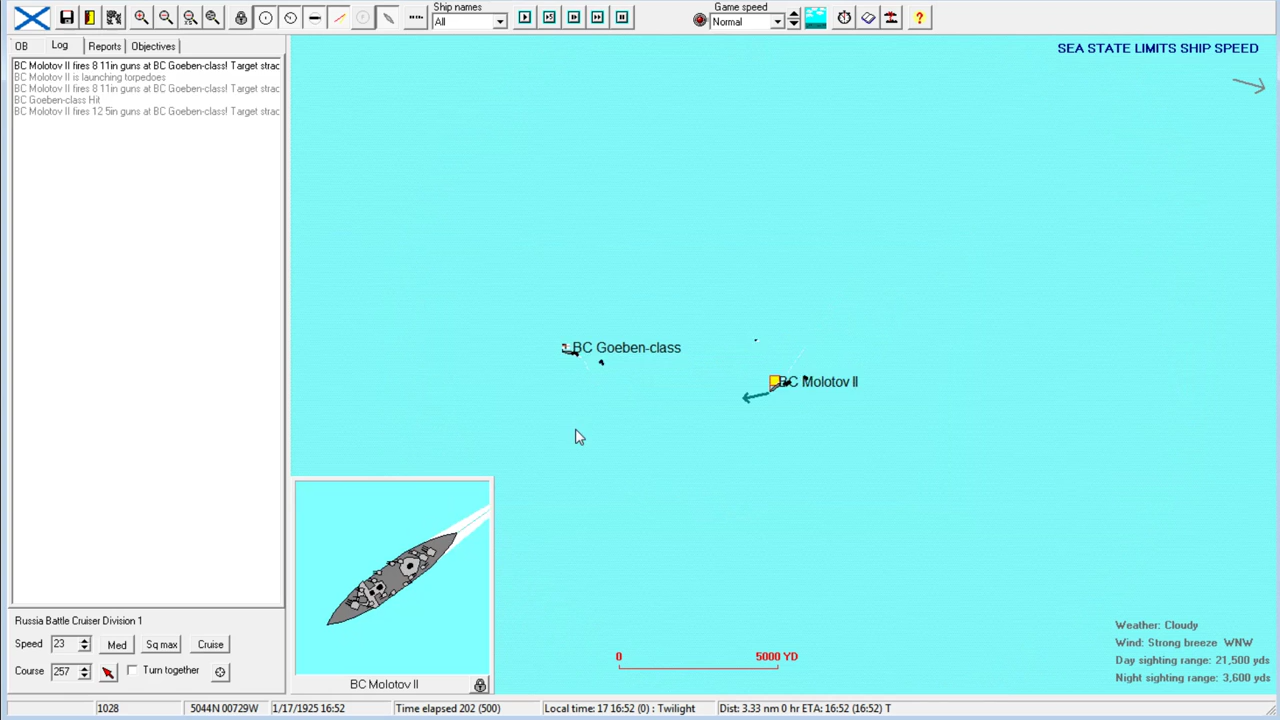 Ship names
All
Game speed
Normal
OB
Log
Reports
Objectives
SEA STATE LIMITS SHIP SPEED
BC Molotov II fires 8 11in guns at BC Goeben-class! Target strac
BC Molotov II is launching torpedoes
BC Molotov II fires 8 11in guns at BC Goeben-class! Target strac
BC Goeben-class Hit
BC Molotov II fires 12 5in guns at BC Goeben-class! Target strac
BC Goeben-class
BC Molotov II
Russia Battle Cruiser Division 1
Speed 23 Med Sq max Cruise
Course 257 Turn together
BC Molotov II
0 5000 YD
Weather: Cloudy
Wind: Strong breeze WNW
Day sighting range: 21,500 yds
Night sighting range: 3,600 yds
1028 5044N 00729W 1/17/1925 16:52 Time elapsed 202 (500) Local time: 17 16:52 (0) : Twilight Dist: 3.33 nm 0 hr ETA: 16:52 (16:52) T